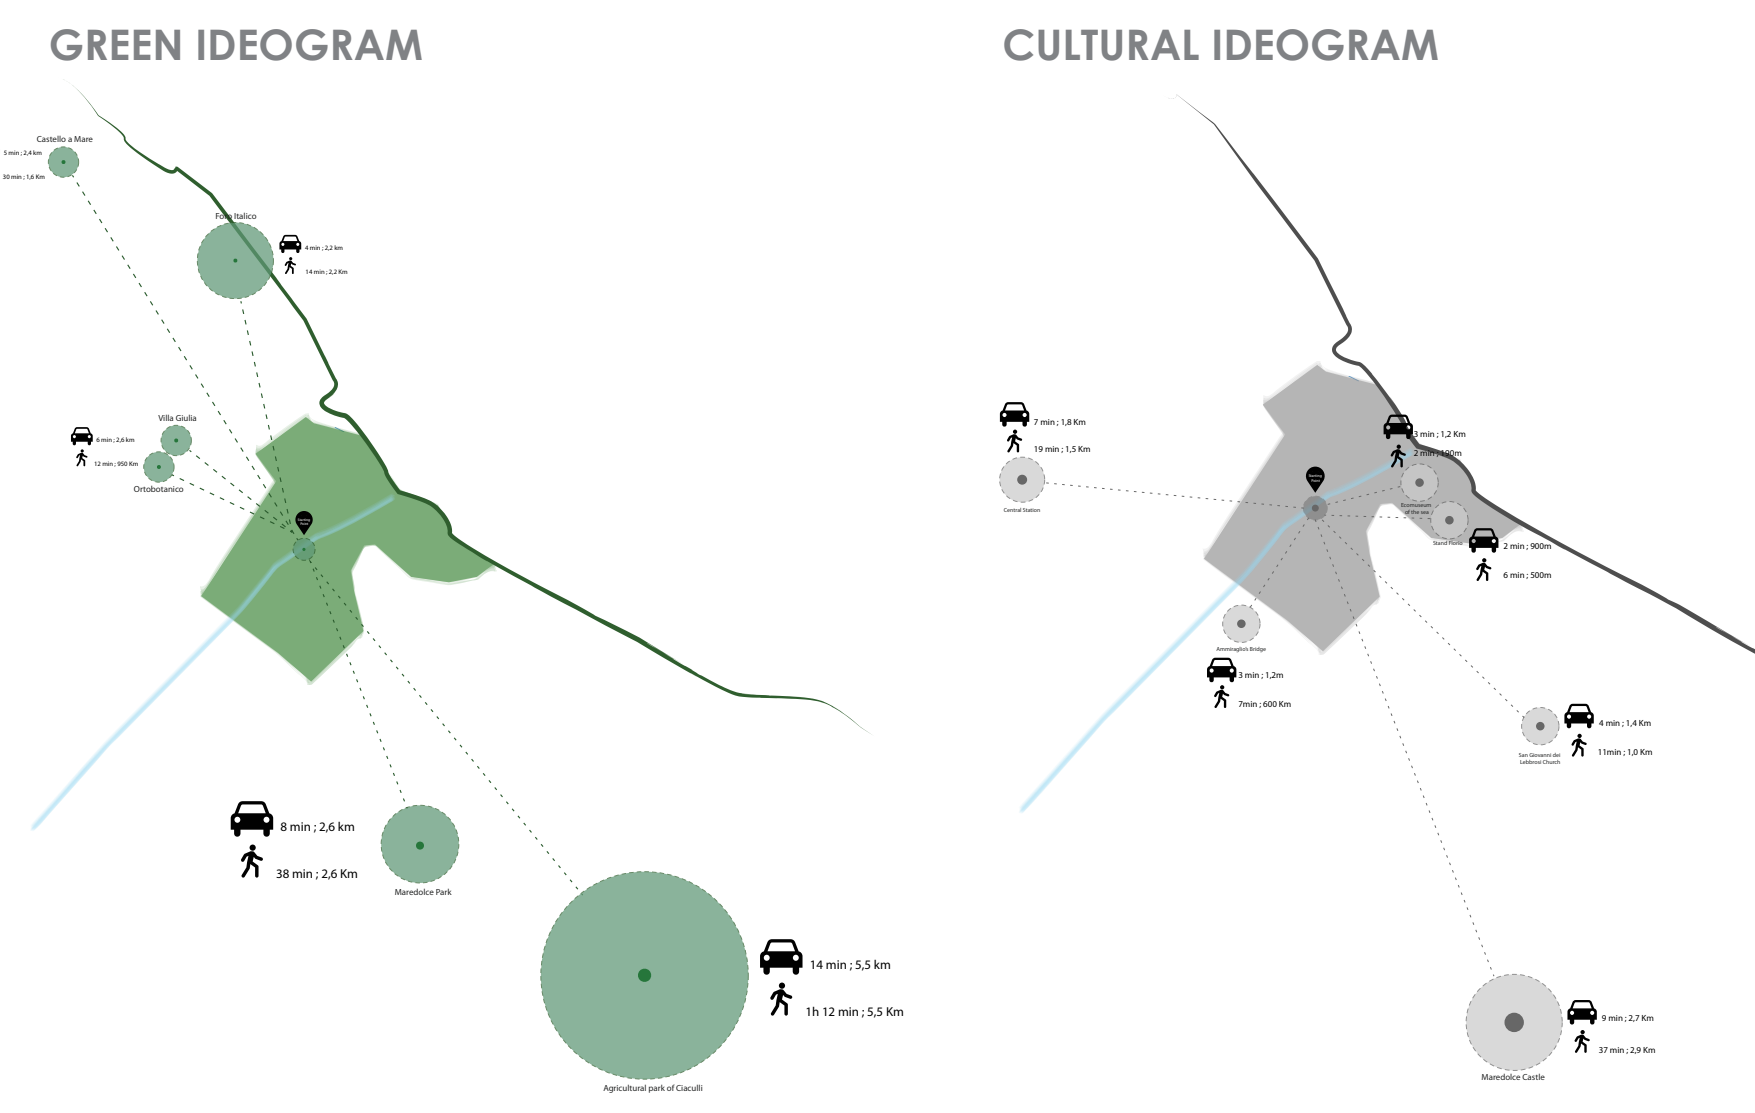 GREEN IDEOGRAM
Castello a Mare
5 min ; 2,4 km
30 min ; 1,6 Km
Foro Italico
4 min ; 2,2 km
14 min ; 2,2 Km
Villa Giulia
6 min ; 2,6 km
12 min ; 950 Km
Ortobotanico
Starting
Point
8 min ; 2,6 km
38 min ; 2,6 Km
Maredolce Park
14 min ; 5,5 km
1h 12 min ; 5,5 Km
Agricultural park of Ciaculli
CULTURAL IDEOGRAM
7 min ; 1,8 Km
19 min ; 1,5 Km
Central Station
3 min ; 1,2 Km
2 min ; 190m
Starting
Point
Ecomuseum
of the sea
Stand Florio
2 min ; 900m
6 min ; 500m
Ammiraglio's Bridge
3 min ; 1,2m
7min ; 600 Km
4 min ; 1,4 Km
11min ; 1,0 Km
San Giovanni dei
Lebbrosi Church
9 min ; 2,7 Km
37 min ; 2,9 Km
Maredolce Castle